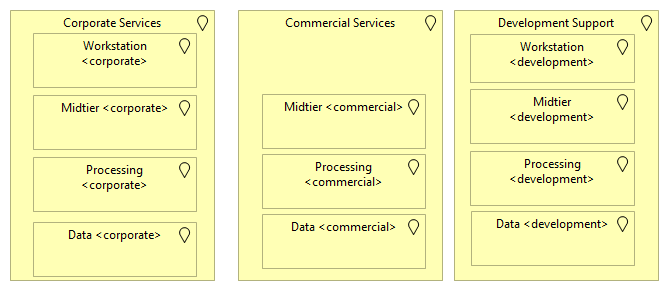 Corporate Services
Workstation
<corporate>
Midtier <corporate>
Processing
<corporate>
Data <corporate>
Commercial Services
Midtier <commercial>
Processing
<commercial>
Data <commercial>
Development Support
Workstation
<development>
Midtier
<development>
Processing
<development>
Data <development>